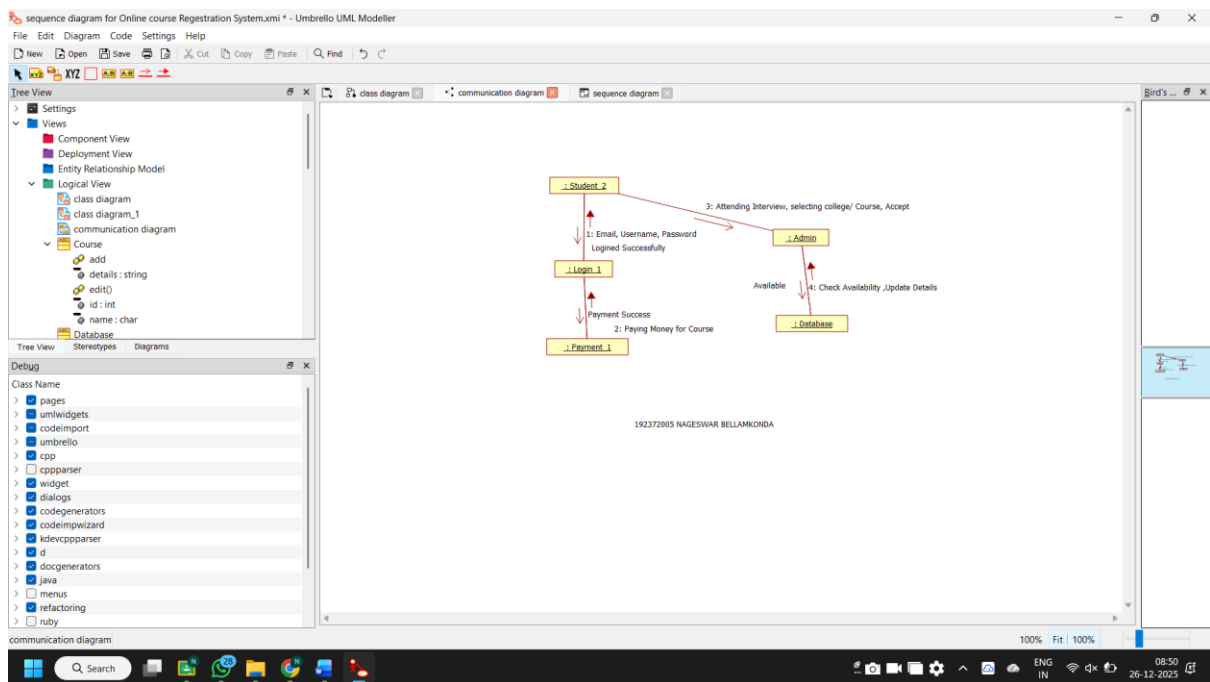 sequence diagram for Online course Regestration System.xmi * - Umbrello UML Modeller
File Edit Diagram Code Settings Help
New Open Save Cut Copy Paste Find
XYZ XYZ A:B A:B
Tree View
class diagram communication diagram sequence diagram
Bird's ...
Settings
Views
Component View
Deployment View
Entity Relationship Model
Logical View
class diagram
class diagram_1
communication diagram
Course
add
details : string
edit()
id : int
name : char
Database
Tree View Stereotypes Diagrams
Debug
Class Name
pages
umlwidgets
codeimport
umbrello
cpp
cppparser
widget
dialogs
codegenerators
codeimpwizard
kdevcppparser
d
docgenerators
java
menus
refactoring
ruby
: Student_2
3: Attending Interview, selecting college/ Course, Accept
1: Email, Username, Password
Logined Successfully
: Admin
: Login_1
Available
4: Check Availability ,Update Details
Payment Success
2: Paying Money for Course
: Database
: Payment_1
192372005 NAGESWAR BELLAMKONDA
communication diagram
100% Fit 100%
Search
28
ENG
IN
08:50
26-12-2025